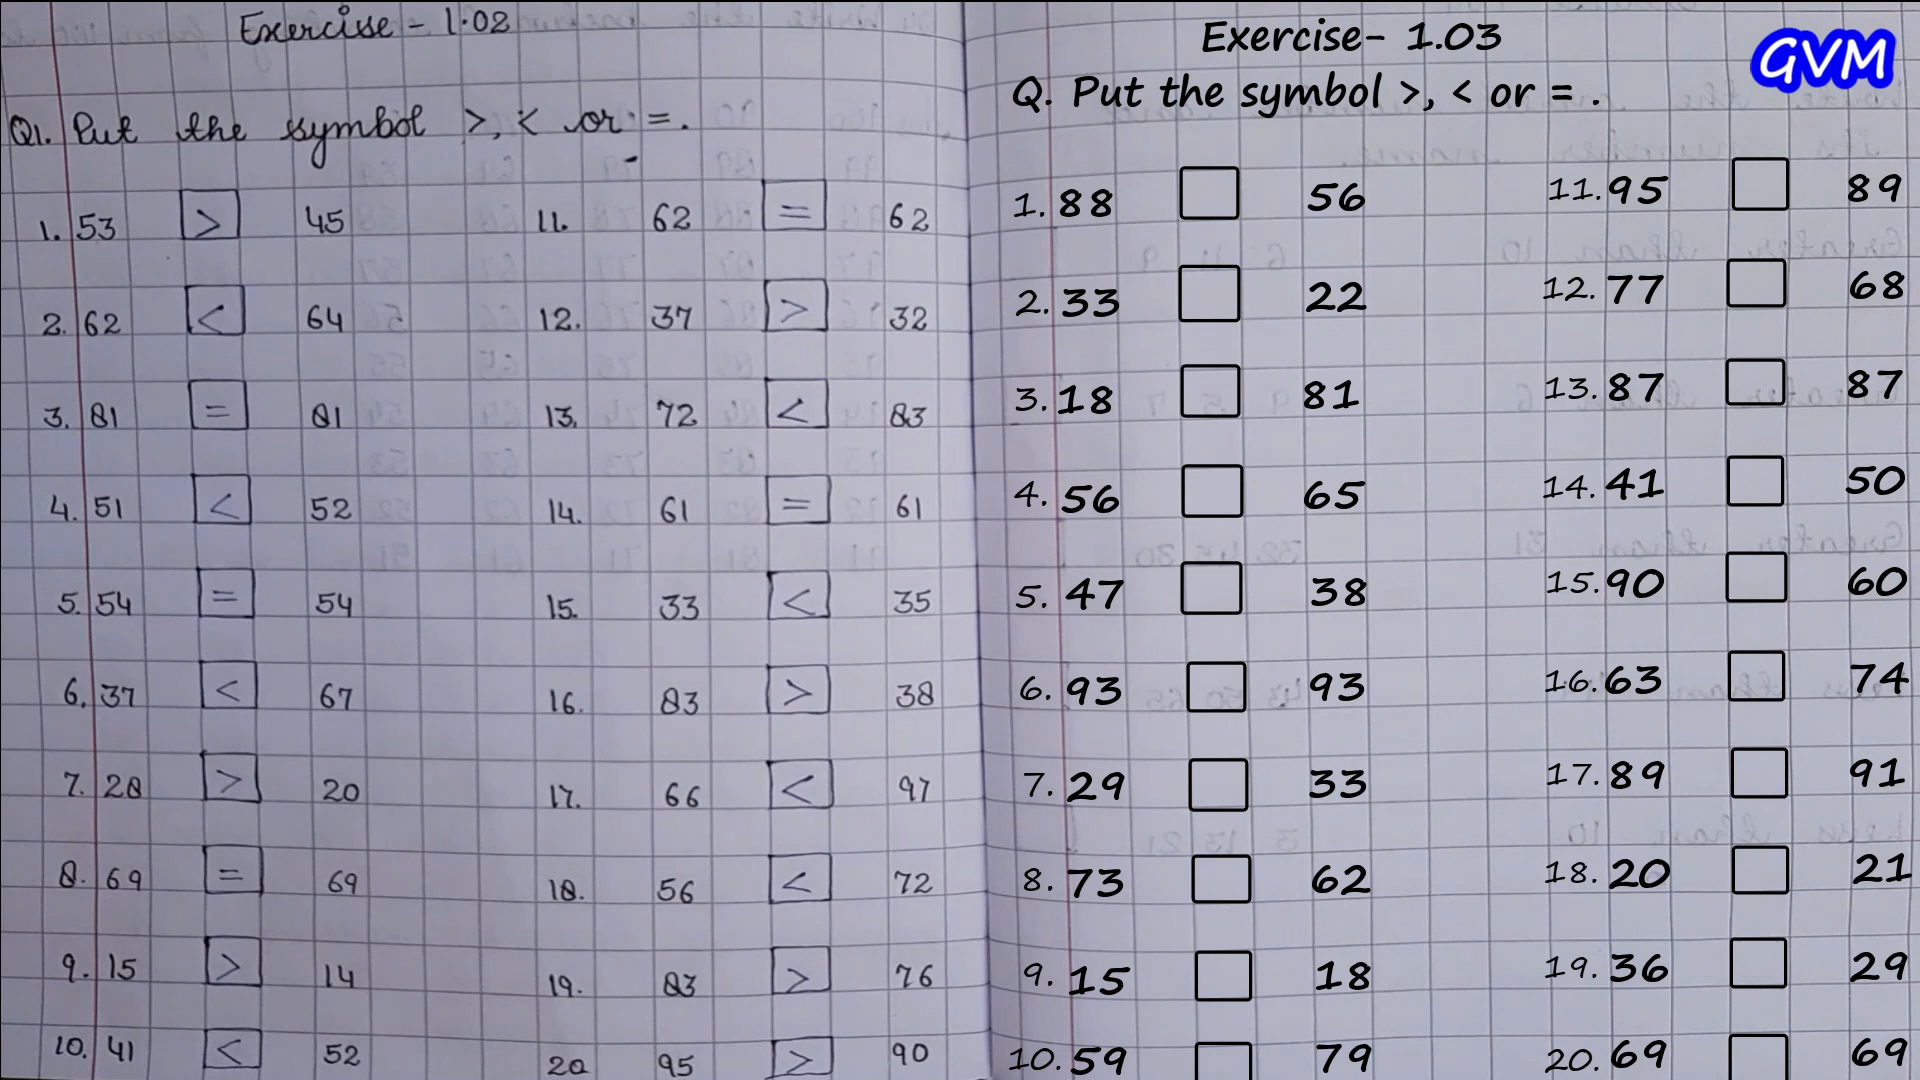 Exercise - 1.02
Q1. Put the symbol >, < or =.
1. 53 > 45 11. 62 = 62
2. 62 < 64 12. 37 > 32
3. 81 = 81 13. 72 < 83
4. 51 < 52 14. 61 = 61
5. 54 = 54 15. 33 < 35
6. 37 < 67 16. 83 > 38
7. 28 > 20 17. 66 < 97
8. 69 = 69 18. 56 < 72
9. 15 > 14 19. 83 > 76
10. 41 < 52 20 95 > 90
Exercise- 1.03
GVM
Q. Put the symbol >, < or = .
1. 88 56 11. 95 89
2. 33 22 12. 77 68
3. 18 81 13. 87 87
4. 56 65 14. 41 50
5. 47 38 15. 90 60
6. 93 93 16. 63 74
7. 29 33 17. 89 91
8. 73 62 18. 20 21
9. 15 18 19. 36 29
10. 59 79 20. 69 69